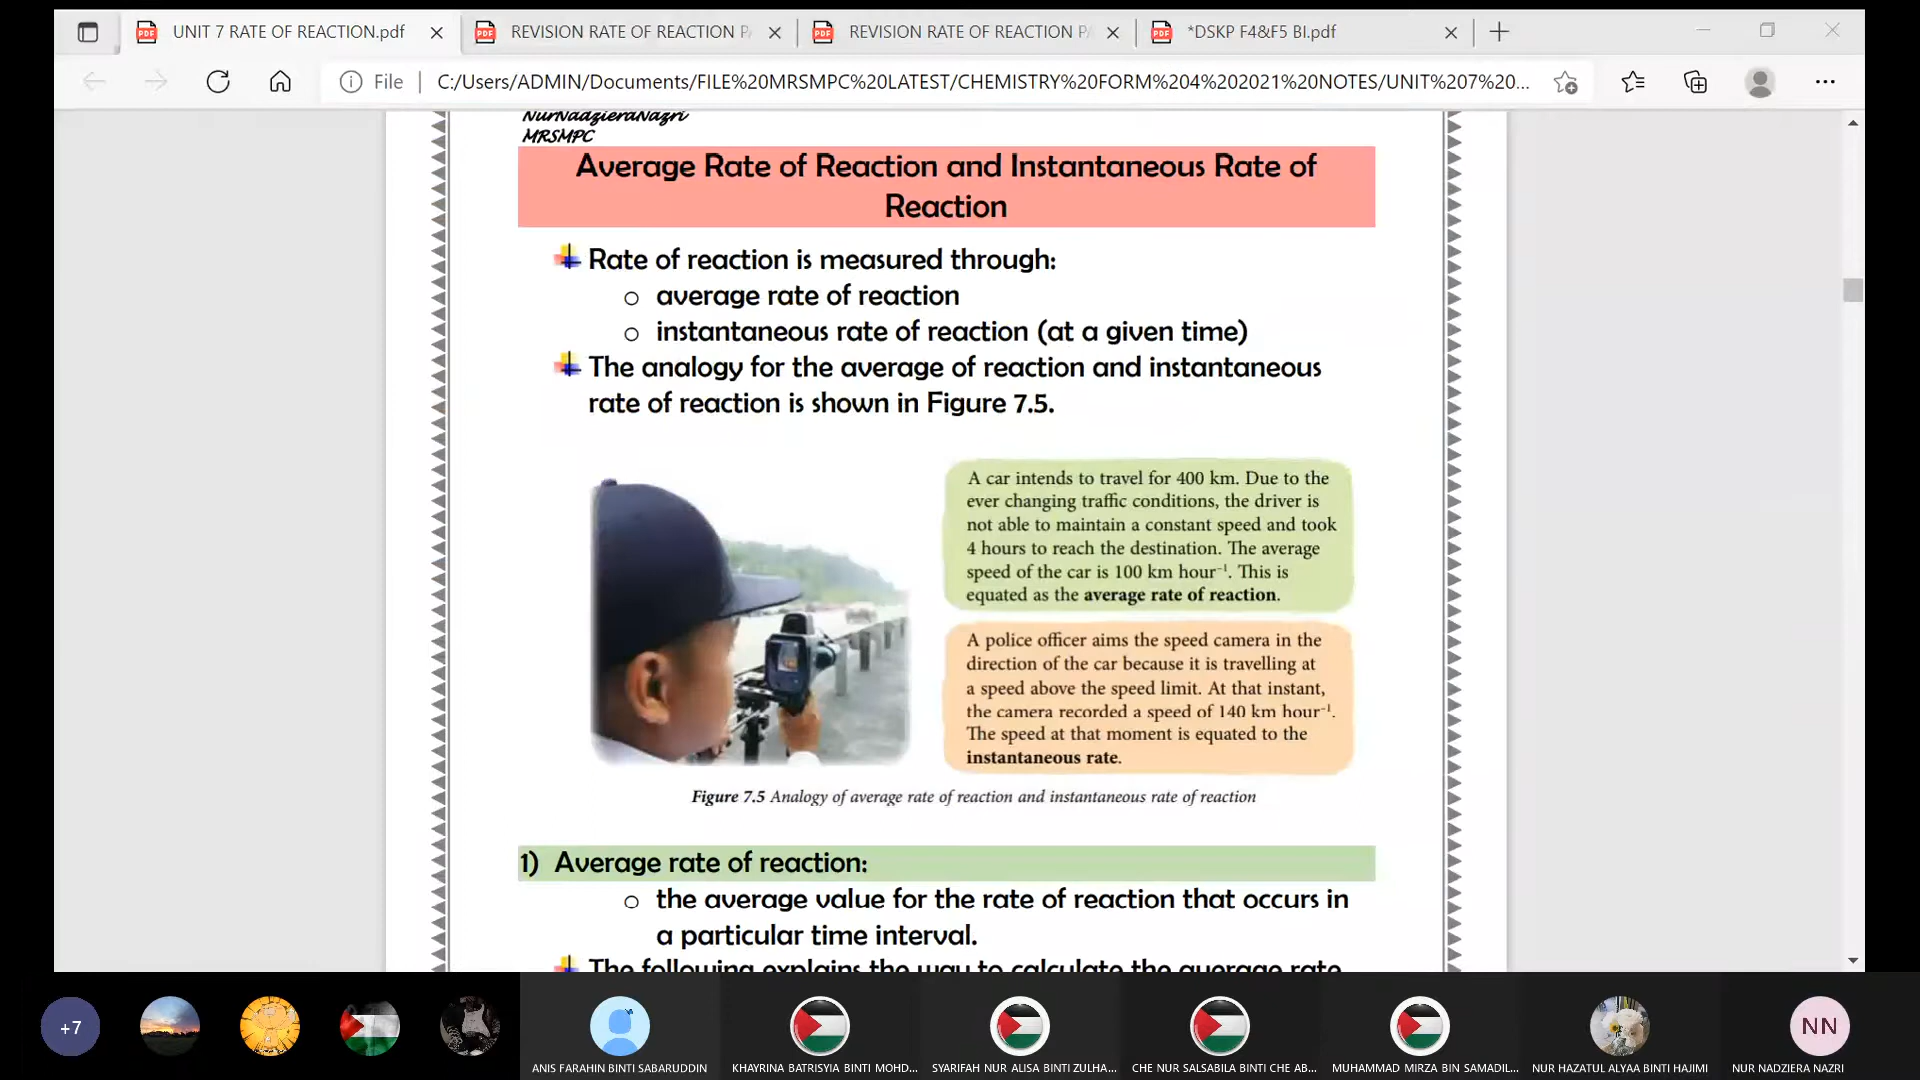 UNIT 7 RATE OF REACTION.pdf
REVISION RATE OF REACTION P
REVISION RATE OF REACTION P
*DSKP F4&F5 BI.pdf
File
C:/Users/ADMIN/Documents/FILE%20MRSMPC%20LATEST/CHEMISTRY%20FORM%204%202021%20NOTES/UNIT%207%20...
NurNadzieraNazri
MRSMPC
Average Rate of Reaction and Instantaneous Rate of
Reaction
Rate of reaction is measured through:
o average rate of reaction
o instantaneous rate of reaction (at a given time)
The analogy for the average of reaction and instantaneous
rate of reaction is shown in Figure 7.5.
A car intends to travel for 400 km. Due to the
ever changing traffic conditions, the driver is
not able to maintain a constant speed and took
4 hours to reach the destination. The average
speed of the car is 100 km hour⁻¹. This is
equated as the average rate of reaction.
A police officer aims the speed camera in the
direction of the car because it is travelling at
a speed above the speed limit. At that instant,
the camera recorded a speed of 140 km hour⁻¹.
The speed at that moment is equated to the
instantaneous rate.
Figure 7.5 Analogy of average rate of reaction and instantaneous rate of reaction
1) Average rate of reaction:
o the average value for the rate of reaction that occurs in
a particular time interval.
The following explains the way to calculate the average rate
+7
NN
ANIS FARAHIN BINTI SABARUDDIN
KHAYRINA BATRISYIA BINTI MOHD...
SYARIFAH NUR ALISA BINTI ZULHA...
CHE NUR SALSABILA BINTI CHE AB...
MUHAMMAD MIRZA BIN SAMADIL...
NUR HAZATUL ALYAA BINTI HAJIMI
NUR NADZIERA NAZRI